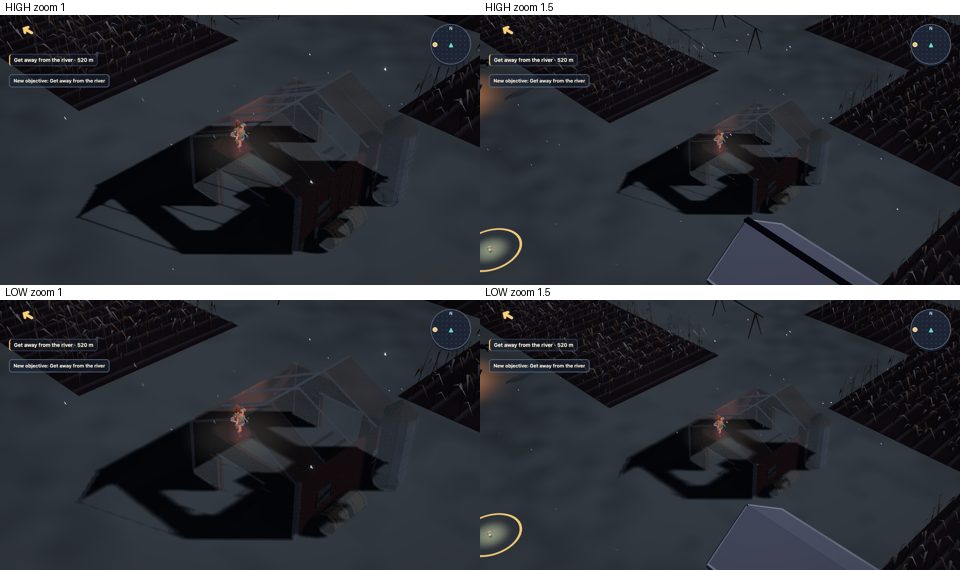 HIGH zoom 1
N
Get away from the river · 520 m
New objective: Get away from the river
HIGH zoom 1.5
N
Get away from the river · 520 m
New objective: Get away from the river
LOW zoom 1
N
Get away from the river · 520 m
New objective: Get away from the river
LOW zoom 1.5
N
Get away from the river · 520 m
New objective: Get away from the river